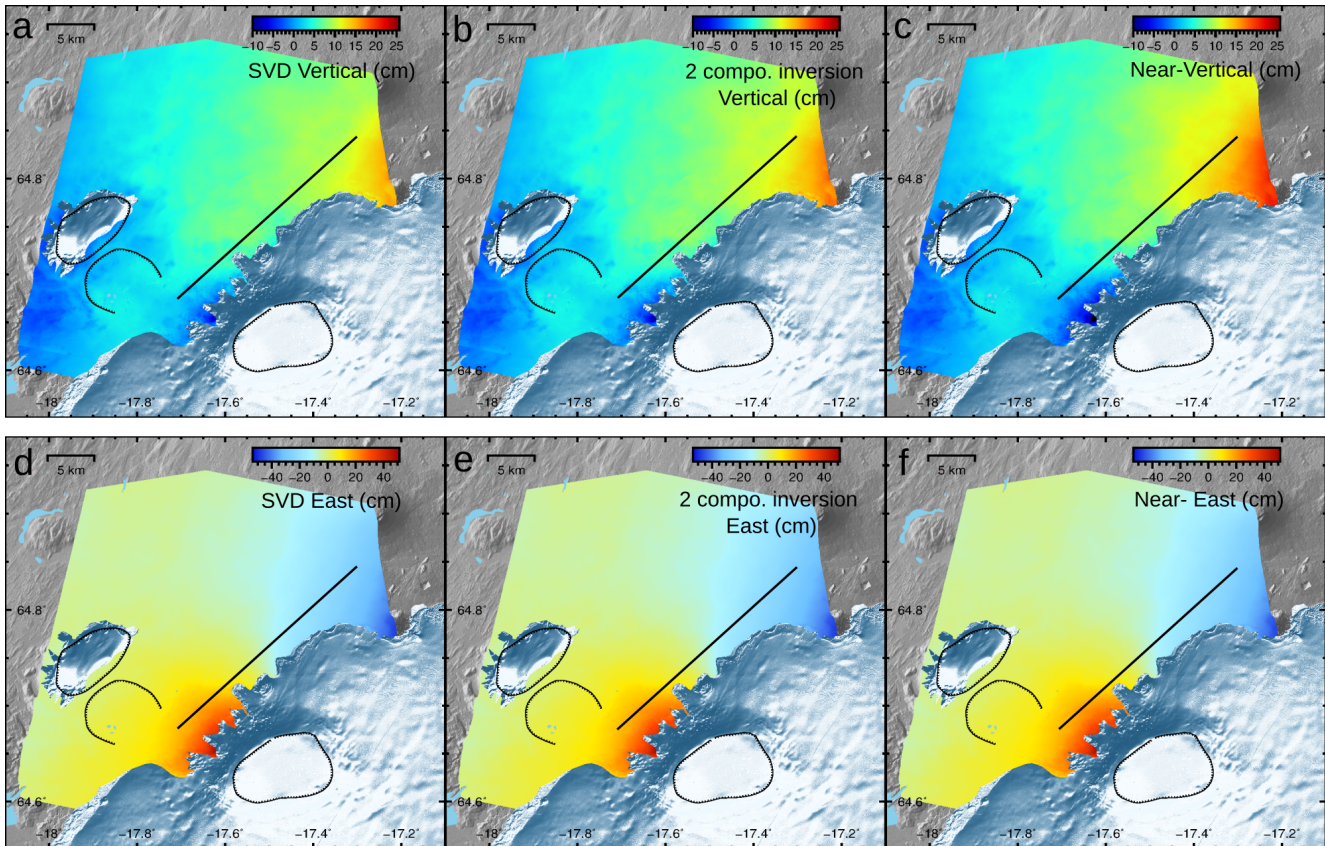 a
5 km
−10 −5 0 5 10 15 20 25
SVD Vertical (cm)
64.8°
64.6°
−18° −17.8° −17.6° −17.4° −17.2°
b
5 km
−10 −5 0 5 10 15 20 25
2 compo. inversion
Vertical (cm)
64.8°
64.6°
−18° −17.8° −17.6° −17.4° −17.2°
c
5 km
−10 −5 0 5 10 15 20 25
Near-Vertical (cm)
64.8°
64.6°
−18° −17.8° −17.6° −17.4° −17.2°
d
5 km
−40 −20 0 20 40
SVD East (cm)
64.8°
64.6°
−18° −17.8° −17.6° −17.4° −17.2°
e
5 km
−40 −20 0 20 40
2 compo. inversion
East (cm)
64.8°
64.6°
−18° −17.8° −17.6° −17.4° −17.2°
f
5 km
−40 −20 0 20 40
Near- East (cm)
64.8°
64.6°
−18° −17.8° −17.6° −17.4° −17.2°